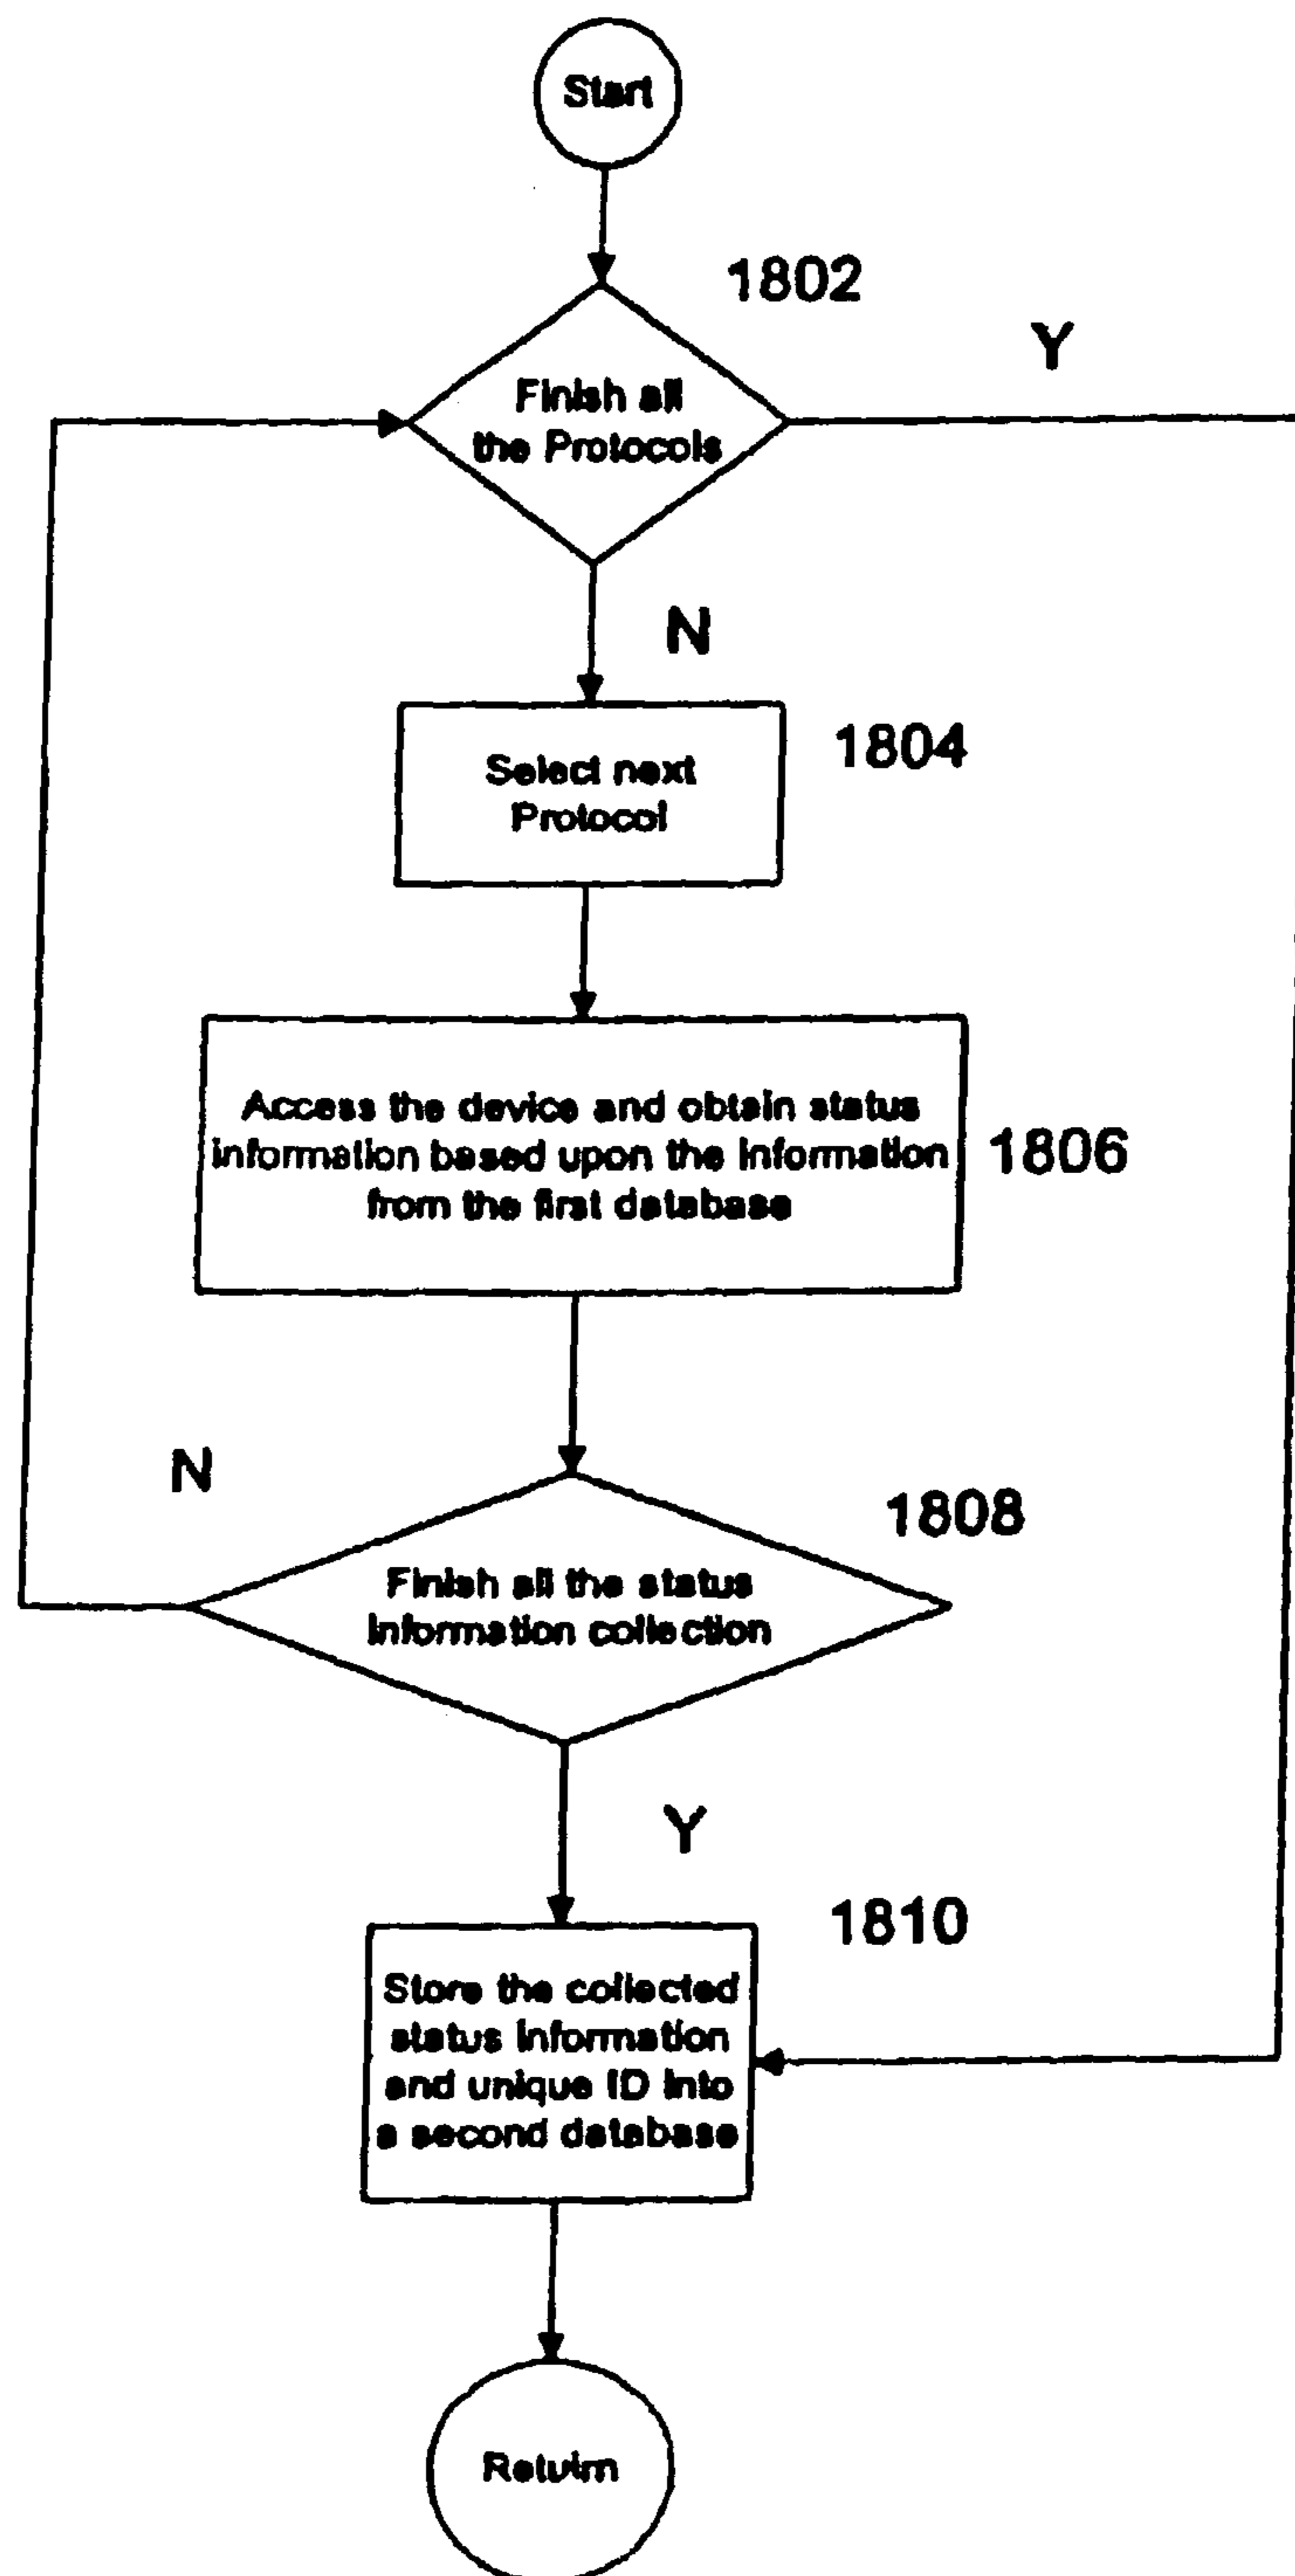 Start
1802
Y
Finish all
the Protocols
N
1804
Select next
Protocol
Access the device and obtain status
information based upon the information
from the first database
1806
N
1808
Finish all the status
information collection
Y
1810
Store the collected
status information
and unique ID into
a second database
Return